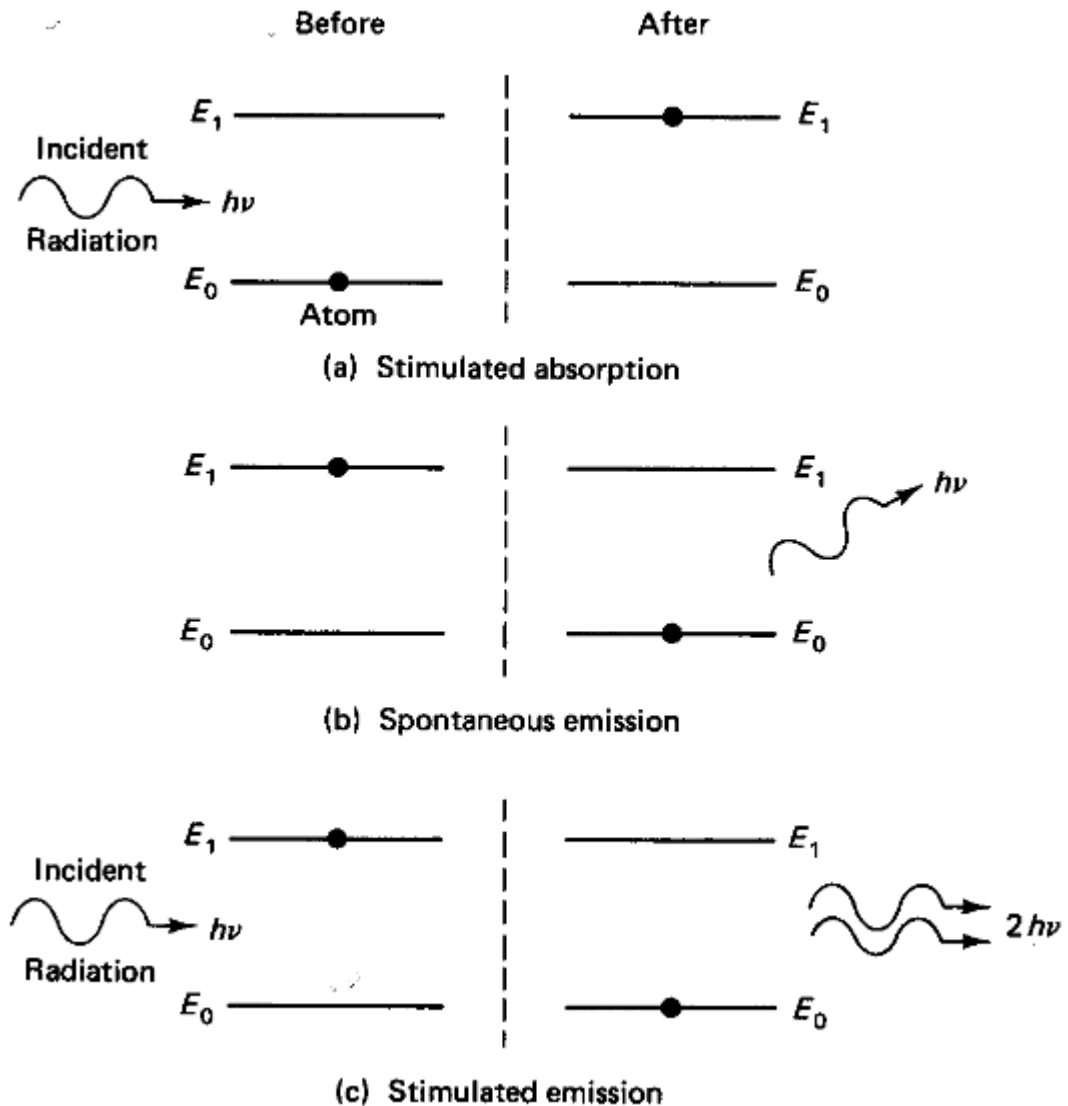 Before After
E₁ E₁
Incident
hν
Radiation
E₀ E₀
Atom
(a) Stimulated absorption
E₁ E₁
hν
E₀ E₀
(b) Spontaneous emission
E₁ E₁
Incident
hν 2hν
Radiation
E₀ E₀
(c) Stimulated emission